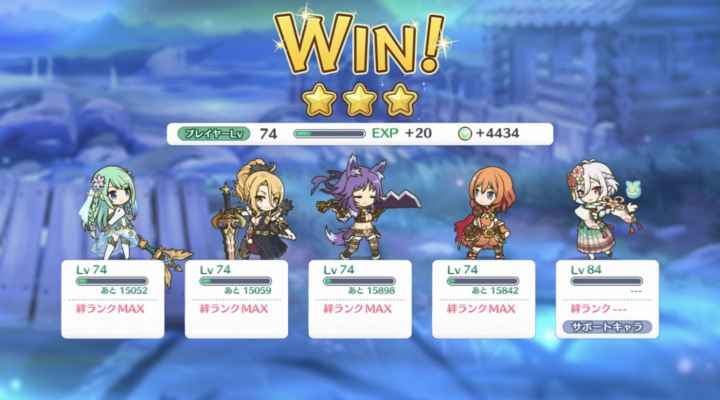 WIN!
プレイヤーLv 74 EXP +20 +4434
Lv 74
あと 15052
絆ランクMAX
Lv 74
あと 15059
絆ランクMAX
Lv 74
あと 15898
絆ランクMAX
Lv 74
あと 15842
絆ランクMAX
Lv 84
---
絆ランク---
サポートキャラ